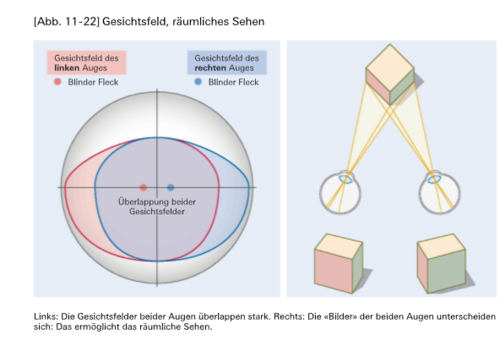 [Abb. 11-22] Gesichtsfeld, räumliches Sehen
Gesichtsfeld des
linken Auges
Blinder Fleck
Gesichtsfeld des
rechten Auges
Blinder Fleck
Überlappung beider
Gesichtsfelder
Links: Die Gesichtsfelder beider Augen überlappen stark. Rechts: Die «Bilder» der beiden Augen unterscheiden
sich: Das ermöglicht das räumliche Sehen.